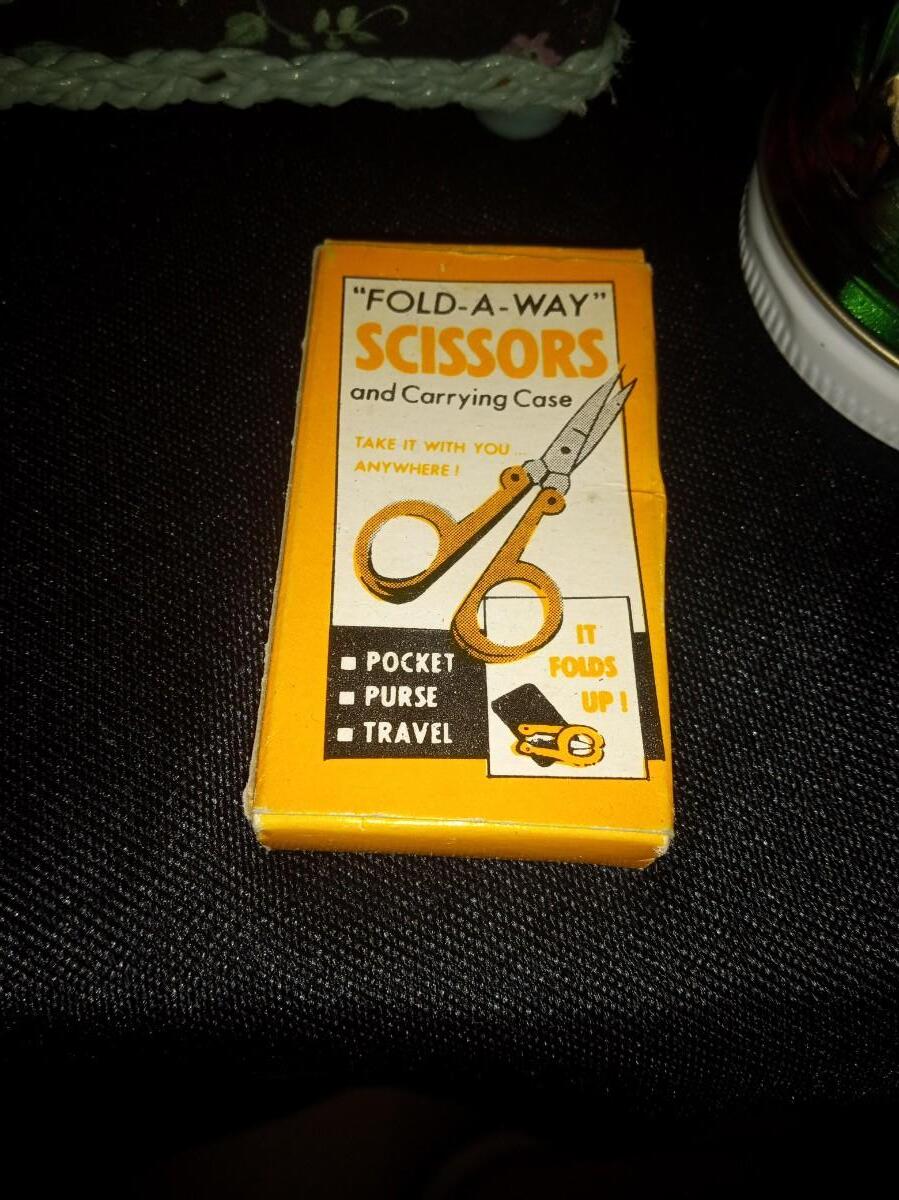 "FOLD-A-WAY"
SCISSORS
and Carrying Case
TAKE IT WITH YOU...
ANYWHERE!
POCKET
PURSE
TRAVEL
IT
FOLDS
UP!